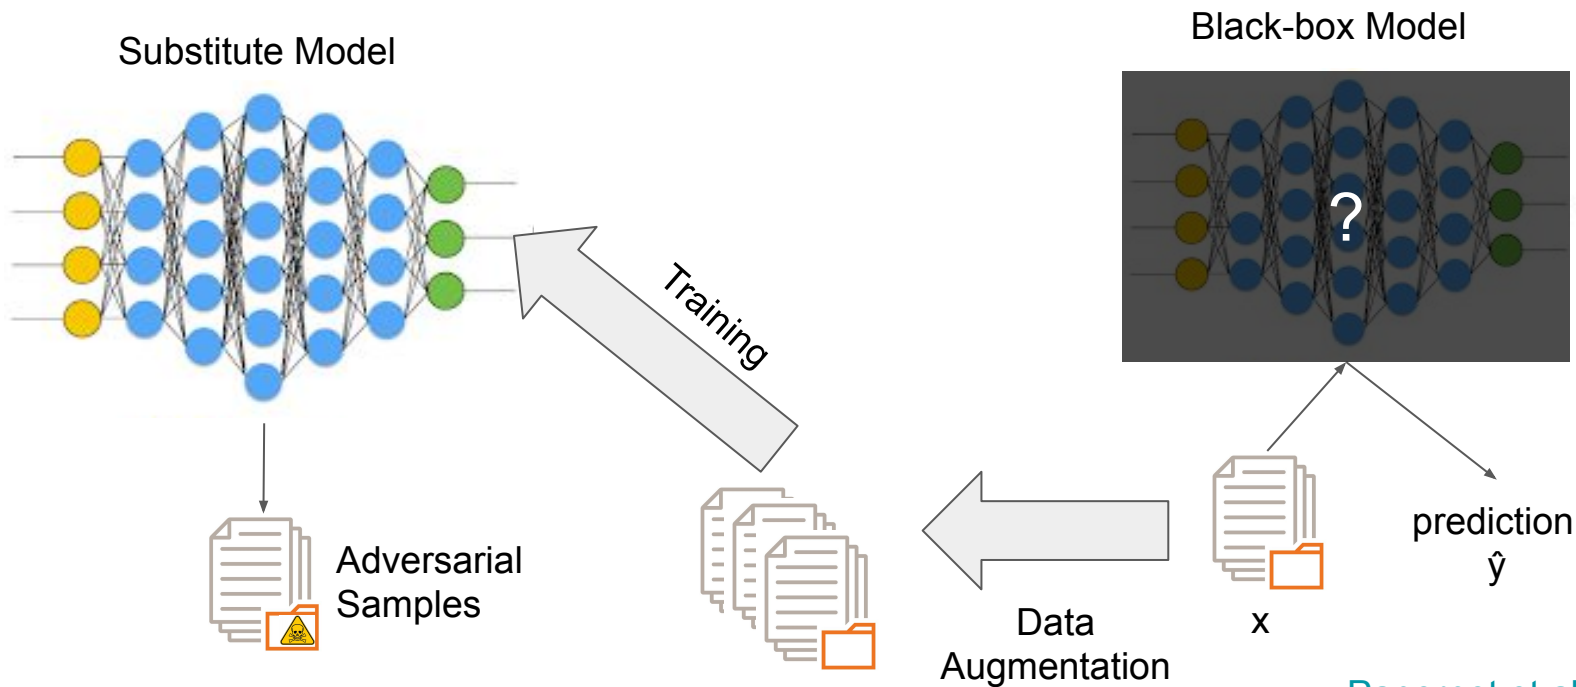 Substitute Model
Black-box Model
?
Training
Adversarial
Samples
Data
Augmentation
x
prediction
ŷ